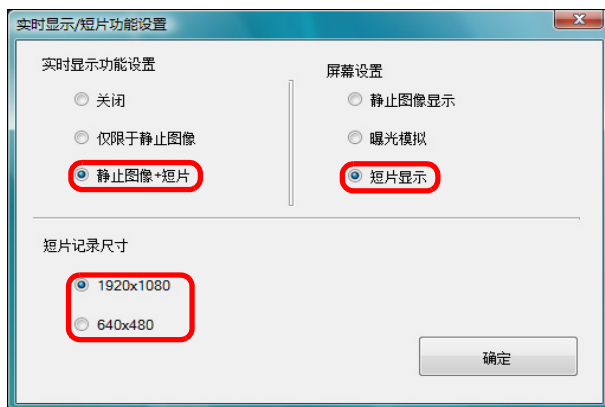 实时显示/短片功能设置
实时显示功能设置
关闭
仅限于静止图像
静止图像+短片
屏幕设置
静止图像显示
曝光模拟
短片显示
短片记录尺寸
1920x1080
640x480
确定